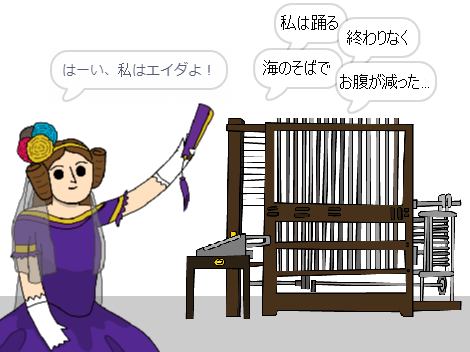 はーい、私はエイダよ！
私は踊る
終わりなく
海のそばで
お腹が減った...